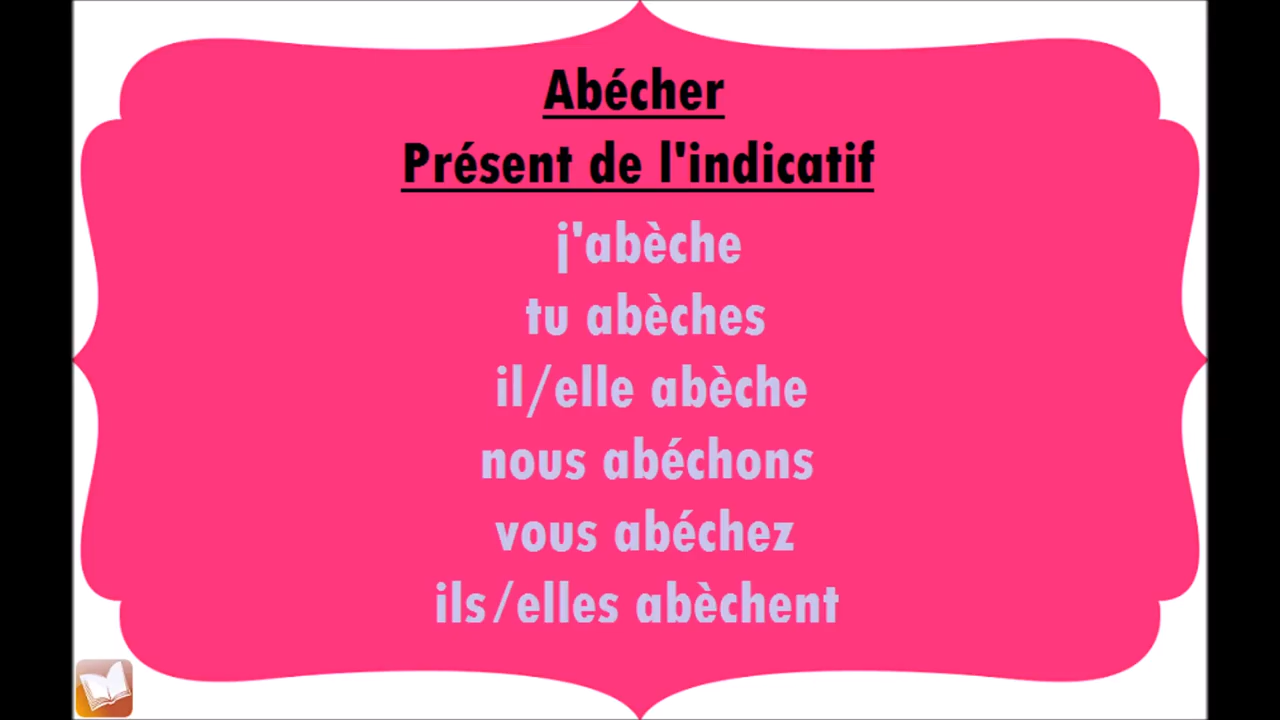 Abécher
Présent de l'indicatif
j'abèche
tu abèches
il/elle abèche
nous abéchons
vous abéchez
ils/elles abèchent